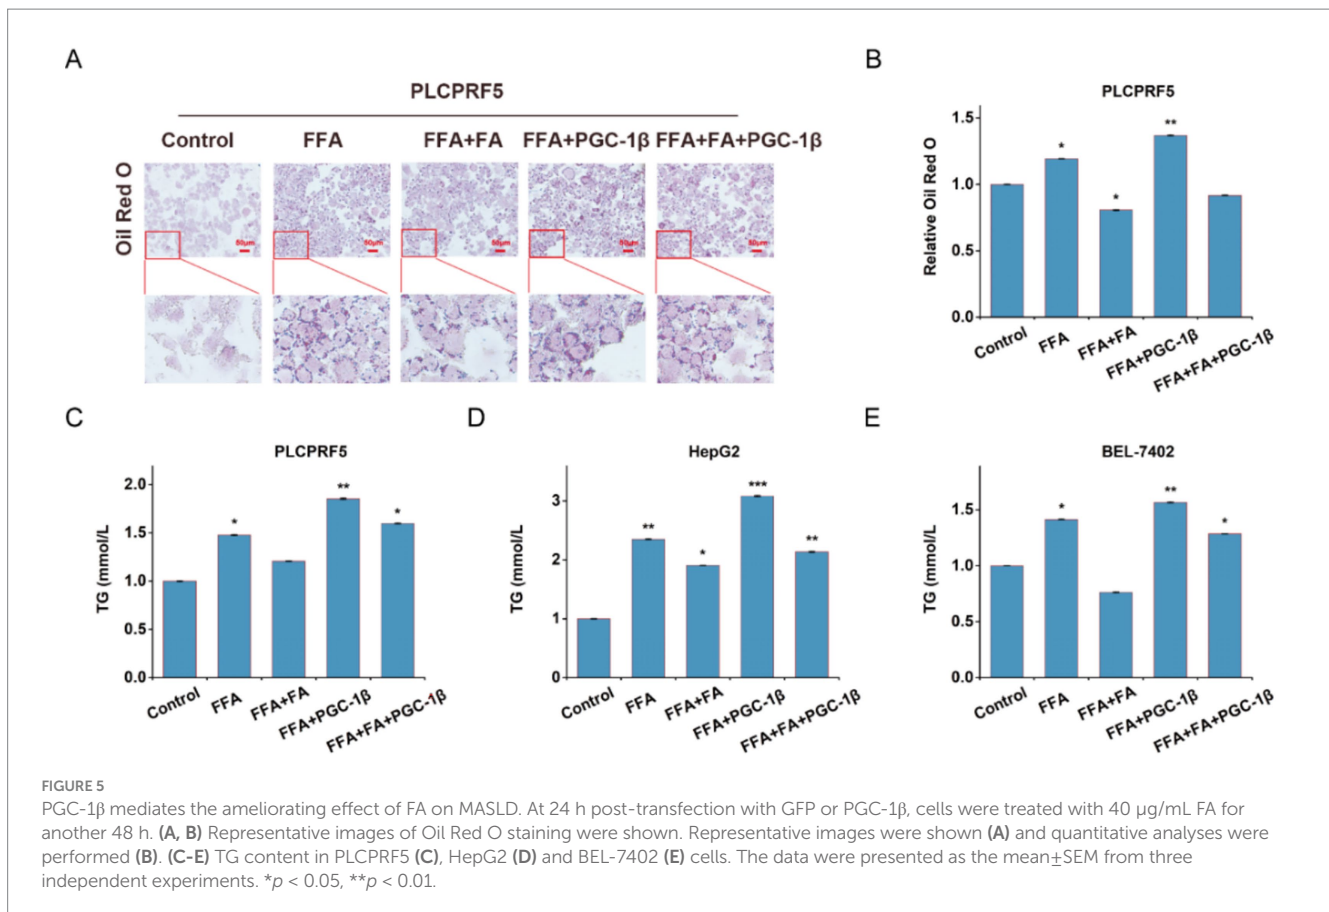 A
PLCPRF5
Control FFA FFA+FA FFA+PGC-1β FFA+FA+PGC-1β
Oil Red O
50μm 50μm 50μm 50μm 50μm
B
PLCPRF5
Relative Oil Red O
1.5
1.0
0.5
0.0
* * **
Control FFA FFA+FA FFA+PGC-1β FFA+FA+PGC-1β
C
PLCPRF5
TG (mmol/L)
2.0
1.5
1.0
0.5
0.0
* ** *
Control FFA FFA+FA FFA+PGC-1β FFA+FA+PGC-1β
D
HepG2
TG (mmol/L)
3
2
1
0
** * *** **
Control FFA FFA+FA FFA+PGC-1β FFA+FA+PGC-1β
E
BEL-7402
TG (mmol/L)
1.5
1.0
0.5
0.0
* ** *
Control FFA FFA+FA FFA+PGC-1β FFA+FA+PGC-1β
FIGURE 5
PGC-1β mediates the ameliorating effect of FA on MASLD. At 24 h post-transfection with GFP or PGC-1β, cells were treated with 40 μg/mL FA for
another 48 h. (A, B) Representative images of Oil Red O staining were shown. Representative images were shown (A) and quantitative analyses were
performed (B). (C-E) TG content in PLCPRF5 (C), HepG2 (D) and BEL-7402 (E) cells. The data were presented as the mean±SEM from three
independent experiments. *p < 0.05, **p < 0.01.